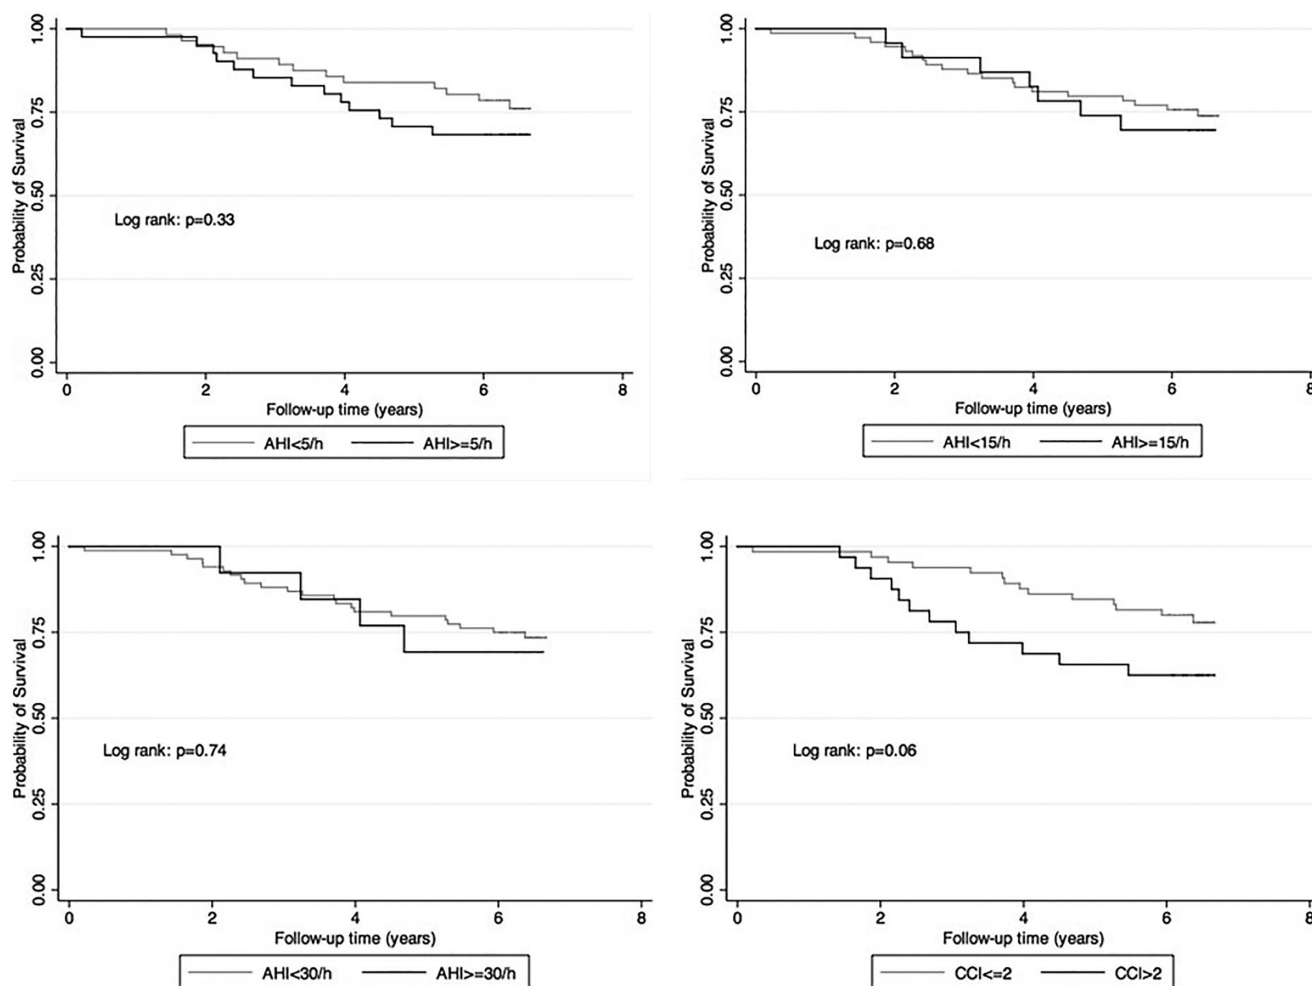 1.00
0.75
0.50
0.25
0.00
Probability of Survival
Log rank: p=0.33
0 2 4 6 8
Follow-up time (years)
AHI<5/h AHI>=5/h
1.00
0.75
0.50
0.25
0.00
Probability of Survival
Log rank: p=0.68
0 2 4 6 8
Follow-up time (years)
AHI<15/h AHI>=15/h
1.00
0.75
0.50
0.25
0.00
Probability of Survival
Log rank: p=0.74
0 2 4 6 8
Follow-up time (years)
AHI<30/h AHI>=30/h
1.00
0.75
0.50
0.25
0.00
Probability of Survival
Log rank: p=0.06
0 2 4 6 8
Follow-up time (years)
CCI<=2 CCI>2